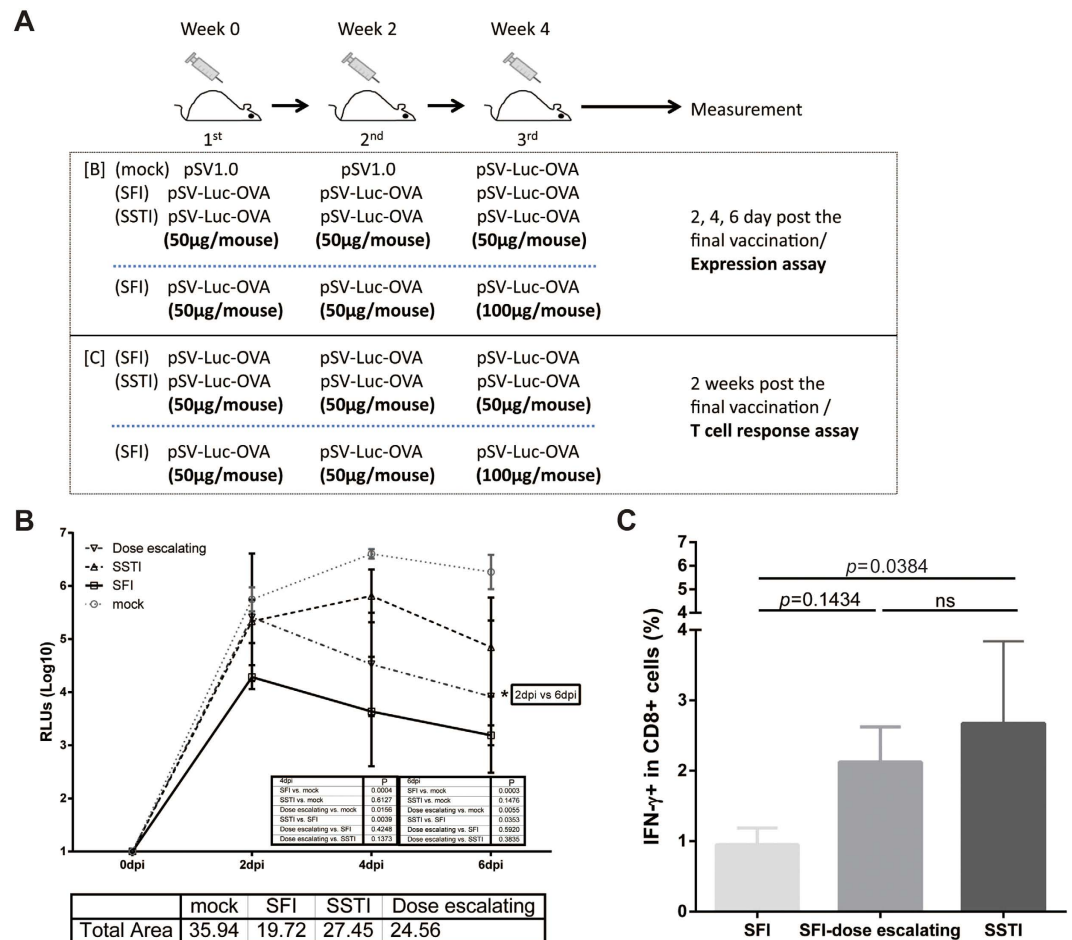 A
Week 0 Week 2 Week 4
Measurement
1st 2nd 3rd
[B] (mock) pSV1.0 pSV1.0 pSV-Luc-OVA
(SFI) pSV-Luc-OVA pSV-Luc-OVA pSV-Luc-OVA
(SSTI) pSV-Luc-OVA pSV-Luc-OVA pSV-Luc-OVA
(50µg/mouse) (50µg/mouse) (50µg/mouse)
2, 4, 6 day post the
final vaccination/
Expression assay
(SFI) pSV-Luc-OVA pSV-Luc-OVA pSV-Luc-OVA
(50µg/mouse) (50µg/mouse) (100µg/mouse)
[C] (SFI) pSV-Luc-OVA pSV-Luc-OVA pSV-Luc-OVA
(SSTI) pSV-Luc-OVA pSV-Luc-OVA pSV-Luc-OVA
(50µg/mouse) (50µg/mouse) (50µg/mouse)
2 weeks post the
final vaccination /
T cell response assay
(SFI) pSV-Luc-OVA pSV-Luc-OVA pSV-Luc-OVA
(50µg/mouse) (50µg/mouse) (100µg/mouse)
B
RLUs (Log10)
7
6
5
4
3
2
1
Dose escalating
SSTI
SFI
mock
* 2dpi vs 6dpi
4dpi P
SFI vs. mock 0.0004
SSTI vs. mock 0.6127
Dose escalating vs. mock 0.0156
SSTI vs. SFI 0.0039
Dose escalating vs. SFI 0.4248
Dose escalating vs. SSTI 0.1373
6dpi P
SFI vs. mock 0.0003
SSTI vs. mock 0.1476
Dose escalating vs. mock 0.0055
SSTI vs. SFI 0.0353
Dose escalating vs. SFI 0.5920
Dose escalating vs. SSTI 0.3835
0dpi 2dpi 4dpi 6dpi
mock SFI SSTI Dose escalating
Total Area 35.94 19.72 27.45 24.56
C
IFN-γ+ in CD8+ cells (%)
7
6
5
4
4
3
2
1
0
p=0.0384
p=0.1434 ns
SFI SFI-dose escalating SSTI